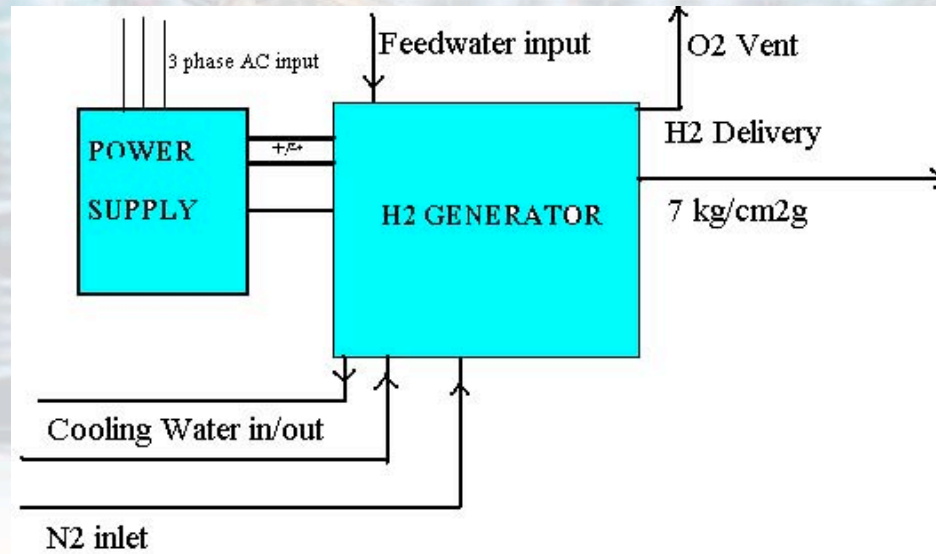 Feedwater input
O2 Vent
3 phase AC input
H2 Delivery
POWER
SUPPLY
H2 GENERATOR
7 kg/cm2g
Cooling Water in/out
N2 inlet